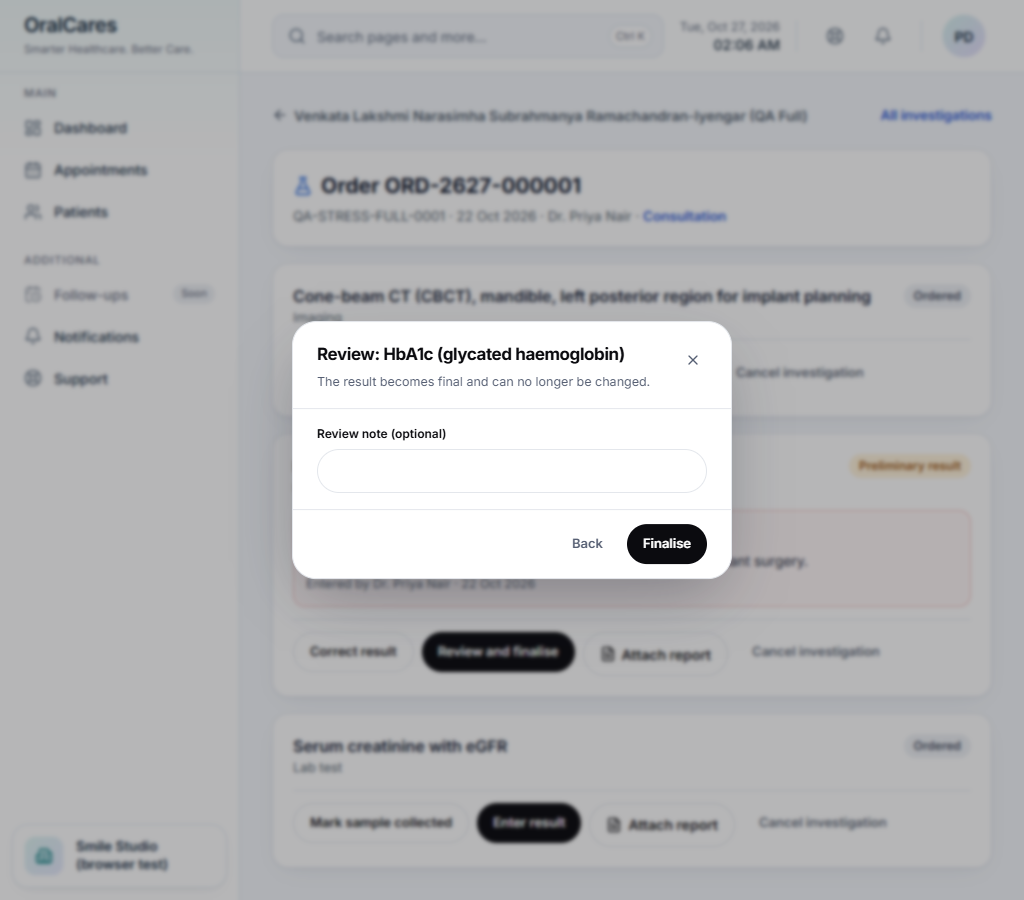 OralCares
Smarter Healthcare. Better Care.
MAIN
Dashboard
Appointments
Patients
ADDITIONAL
Follow-ups
Soon
Notifications
Support
Smile Studio
(browser test)
Search pages and more...
Ctrl K
Tue, Oct 27, 2026
02:06 AM
PD
Venkata Lakshmi Narasimha Subrahmanya Ramachandran-Iyengar (QA Full)
All investigations
Order ORD-2627-000001
QA-STRESS-FULL-0001 · 22 Oct 2026 · Dr. Priya Nair · Consultation
Cone-beam CT (CBCT), mandible, left posterior region for implant planning
Ordered
Imaging
Cancel investigation
Review: HbA1c (glycated haemoglobin)
The result becomes final and can no longer be changed.
Review note (optional)
Back
Finalise
Preliminary result
surgery.
Entered by Dr. Priya Nair · 22 Oct 2026
Correct result
Review and finalise
Attach report
Cancel investigation
Serum creatinine with eGFR
Ordered
Lab test
Mark sample collected
Enter result
Attach report
Cancel investigation